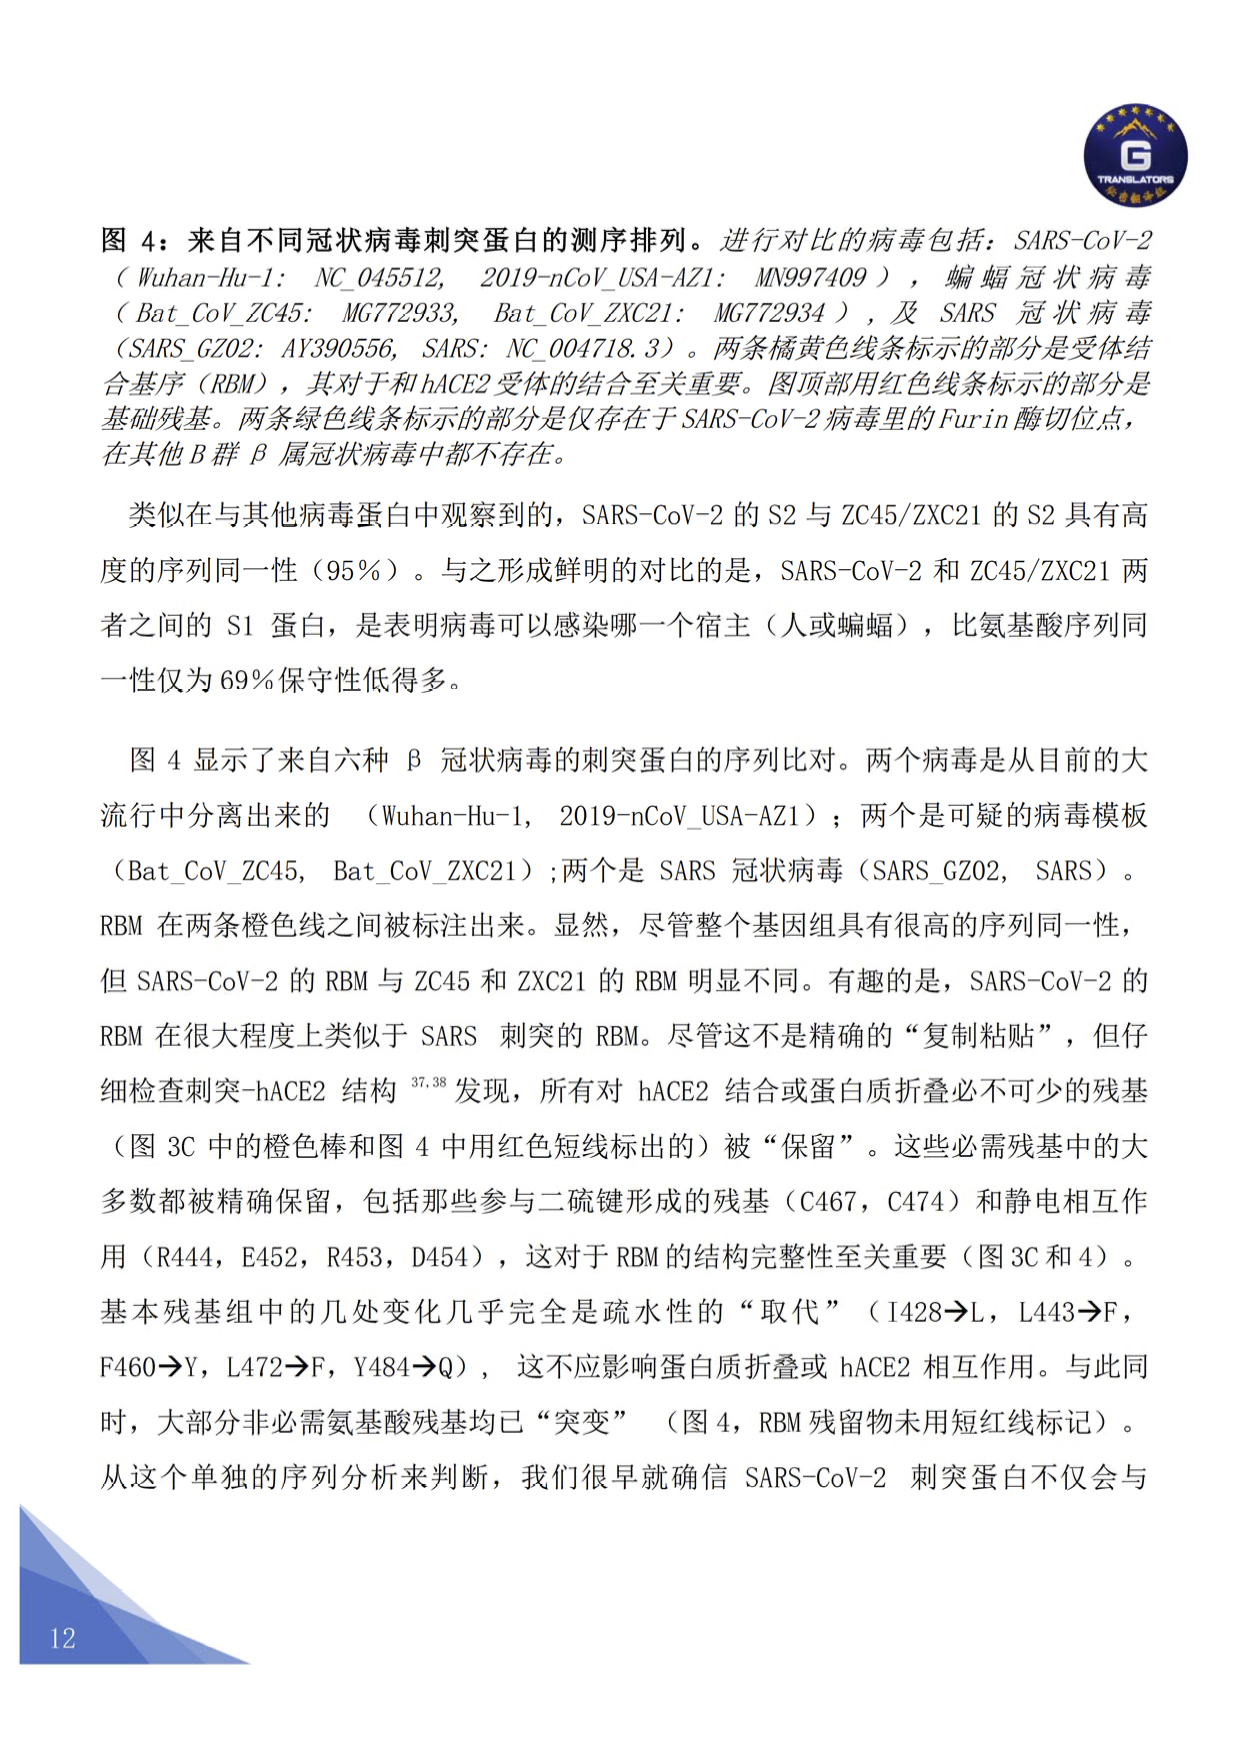 G
TRANSLATORS
图 4：来自不同冠状病毒刺突蛋白的测序排列。进行对比的病毒包括：SARS-CoV-2
（Wuhan-Hu-1: NC_045512, 2019-nCoV_USA-AZ1: MN997409），蝙蝠冠状病毒
（Bat_CoV_ZC45: MG772933, Bat_CoV_ZXC21: MG772934）,及 SARS 冠状病毒
（SARS_GZ02: AY390556, SARS: NC_004718.3）。两条橘黄色线条标示的部分是受体结
合基序（RBM），其对于和 hACE2 受体的结合至关重要。图顶部用红色线条标示的部分是
基础残基。两条绿色线条标示的部分是仅存在于 SARS-CoV-2 病毒里的 Furin 酶切位点，
在其他 B 群 β 属冠状病毒中都不存在。
类似在与其他病毒蛋白中观察到的，SARS-CoV-2 的 S2 与 ZC45/ZXC21 的 S2 具有高
度的序列同一性（95%）。与之形成鲜明的对比的是，SARS-CoV-2 和 ZC45/ZXC21 两
者之间的 S1 蛋白，是表明病毒可以感染哪一个宿主（人或蝙蝠），比氨基酸序列同
一性仅为 69%保守性低得多。
图 4 显示了来自六种 β 冠状病毒的刺突蛋白的序列比对。两个病毒是从目前的大
流行中分离出来的 （Wuhan-Hu-1, 2019-nCoV_USA-AZ1）；两个是可疑的病毒模板
（Bat_CoV_ZC45, Bat_CoV_ZXC21）;两个是 SARS 冠状病毒（SARS_GZ02, SARS）。
RBM 在两条橙色线之间被标注出来。显然，尽管整个基因组具有很高的序列同一性，
但 SARS-CoV-2 的 RBM 与 ZC45 和 ZXC21 的 RBM 明显不同。有趣的是，SARS-CoV-2 的
RBM 在很大程度上类似于 SARS 刺突的 RBM。尽管这不是精确的“复制粘贴”，但仔
细检查刺突-hACE2 结构 37,38 发现，所有对 hACE2 结合或蛋白质折叠必不可少的残基
（图 3C 中的橙色棒和图 4 中用红色短线标出的）被“保留”。这些必需残基中的大
多数都被精确保留，包括那些参与二硫键形成的残基（C467，C474）和静电相互作
用（R444，E452，R453，D454），这对于 RBM 的结构完整性至关重要（图 3C 和 4）。
基本残基组中的几处变化几乎完全是疏水性的“取代”（I428→L，L443→F，
F460→Y，L472→F，Y484→Q）, 这不应影响蛋白质折叠或 hACE2 相互作用。与此同
时，大部分非必需氨基酸残基均已“突变” （图 4，RBM 残留物未用短红线标记）。
从这个单独的序列分析来判断，我们很早就确信 SARS-CoV-2 刺突蛋白不仅会与
12